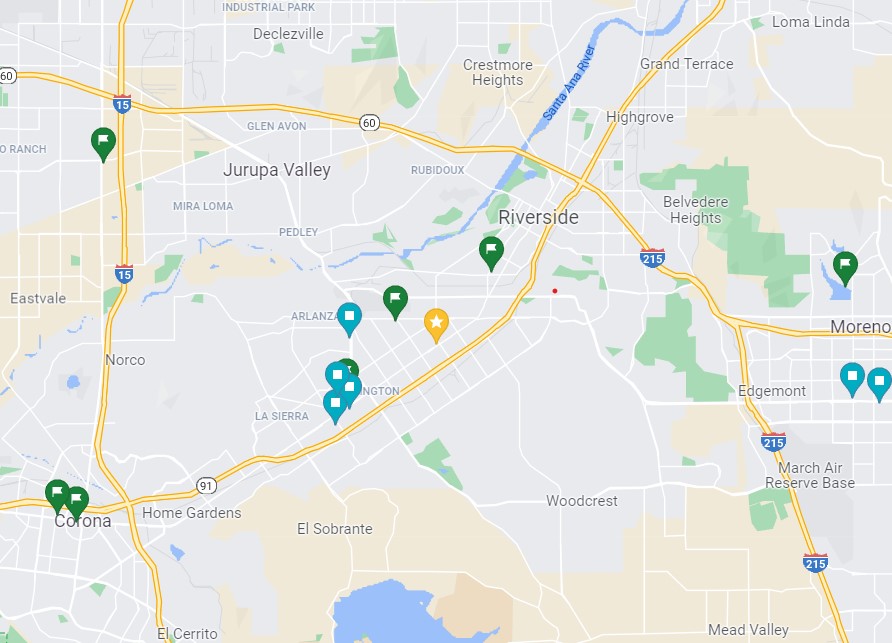 INDUSTRIAL PARK
Declezville
Loma Linda
Crestmore
Heights
Grand Terrace
60
15
Santa Ana River
Highgrove
60
GLEN AVON
O RANCH
Jurupa Valley
RUBIDOUX
Belvedere
Heights
MIRA LOMA
Riverside
PEDLEY
215
15
Eastvale
ARLANZA
Moreno
Norco
INGTON
Edgemont
LA SIERRA
215
March Air
Reserve Base
91
Woodcrest
Home Gardens
Corona
El Sobrante
215
El Cerrito
Mead Valley